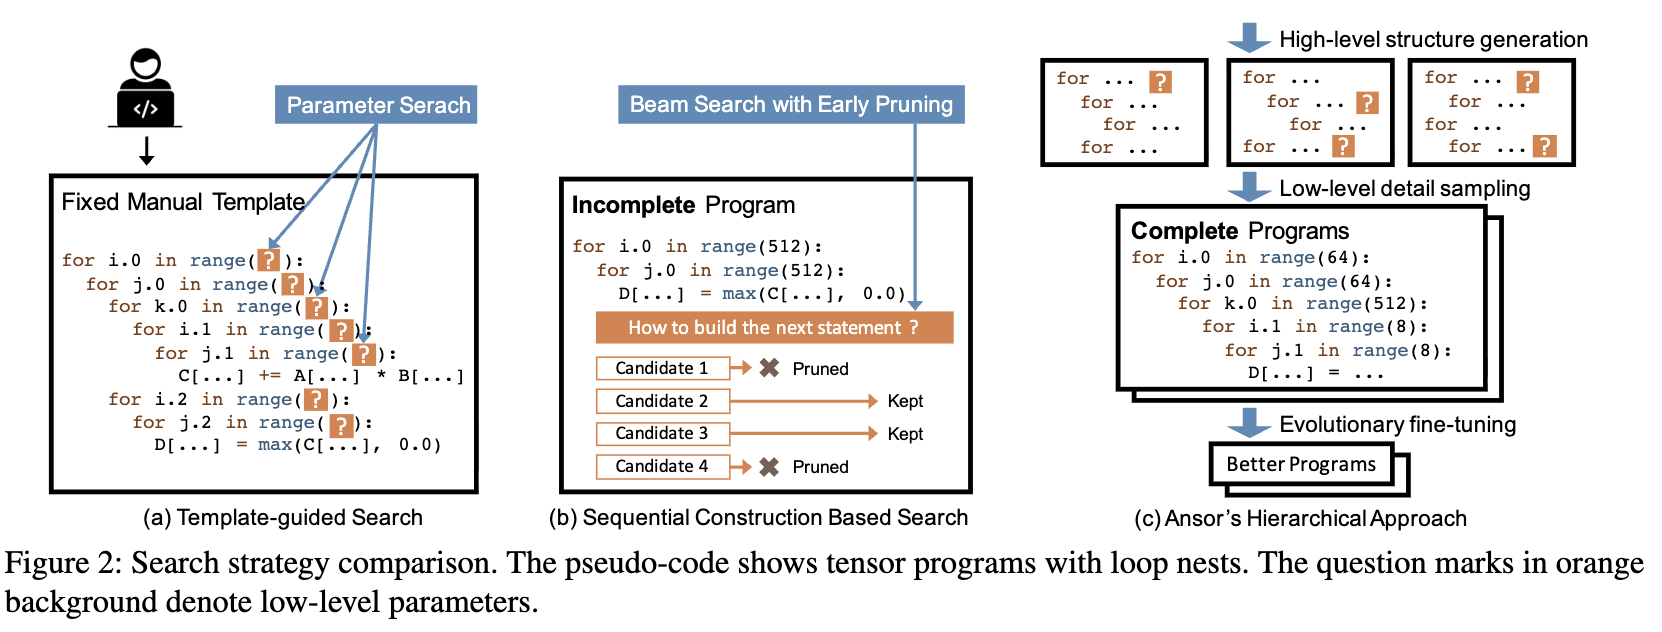 </>
Parameter Serach
Fixed Manual Template
for i.0 in range( ? ):
for j.0 in range( ? ):
for k.0 in range( ? ):
for i.1 in range( ? ):
for j.1 in range( ? ):
C[...] += A[...] * B[...]
for i.2 in range( ? ):
for j.2 in range( ? ):
D[...] = max(C[...], 0.0)
(a) Template-guided Search
Beam Search with Early Pruning
Incomplete Program
for i.0 in range(512):
for j.0 in range(512):
D[...] = max(C[...], 0.0)
How to build the next statement ?
Candidate 1 Pruned
Candidate 2 Kept
Candidate 3 Kept
Candidate 4 Pruned
(b) Sequential Construction Based Search
High-level structure generation
for ... ?
for ...
for ...
for ...
for ...
for ... ?
for ...
for ... ?
for ... ?
for ...
for ...
for ... ?
Low-level detail sampling
Complete Programs
for i.0 in range(64):
for j.0 in range(64):
for k.0 in range(512):
for i.1 in range(8):
for j.1 in range(8):
D[...] = ...
Evolutionary fine-tuning
Better Programs
(c) Ansor's Hierarchical Approach
Figure 2: Search strategy comparison. The pseudo-code shows tensor programs with loop nests. The question marks in orange
background denote low-level parameters.